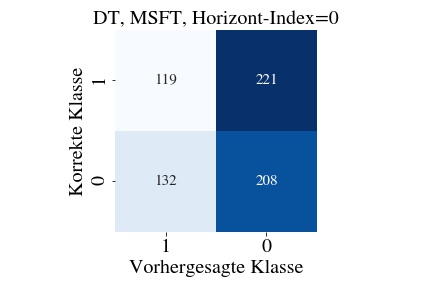 DT, MSFT, Horizont-Index=0
Korrekte Klasse
1
119
221
0
132
208
1
0
Vorhergesagte Klasse